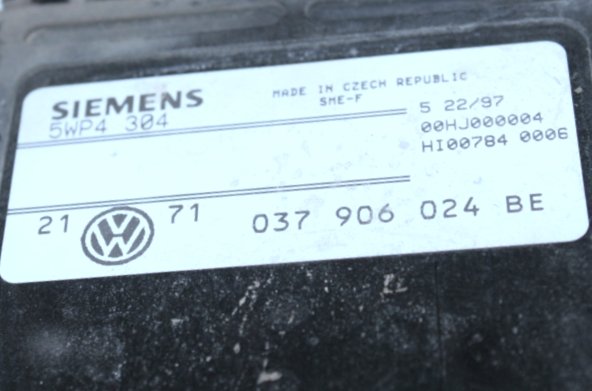 SIEMENS
5WP4 304
MADE IN CZECH REPUBLIC
SME-F
5 22/97
00HJ000004
HI00784 0006
21 VW 71 037 906 024 BE